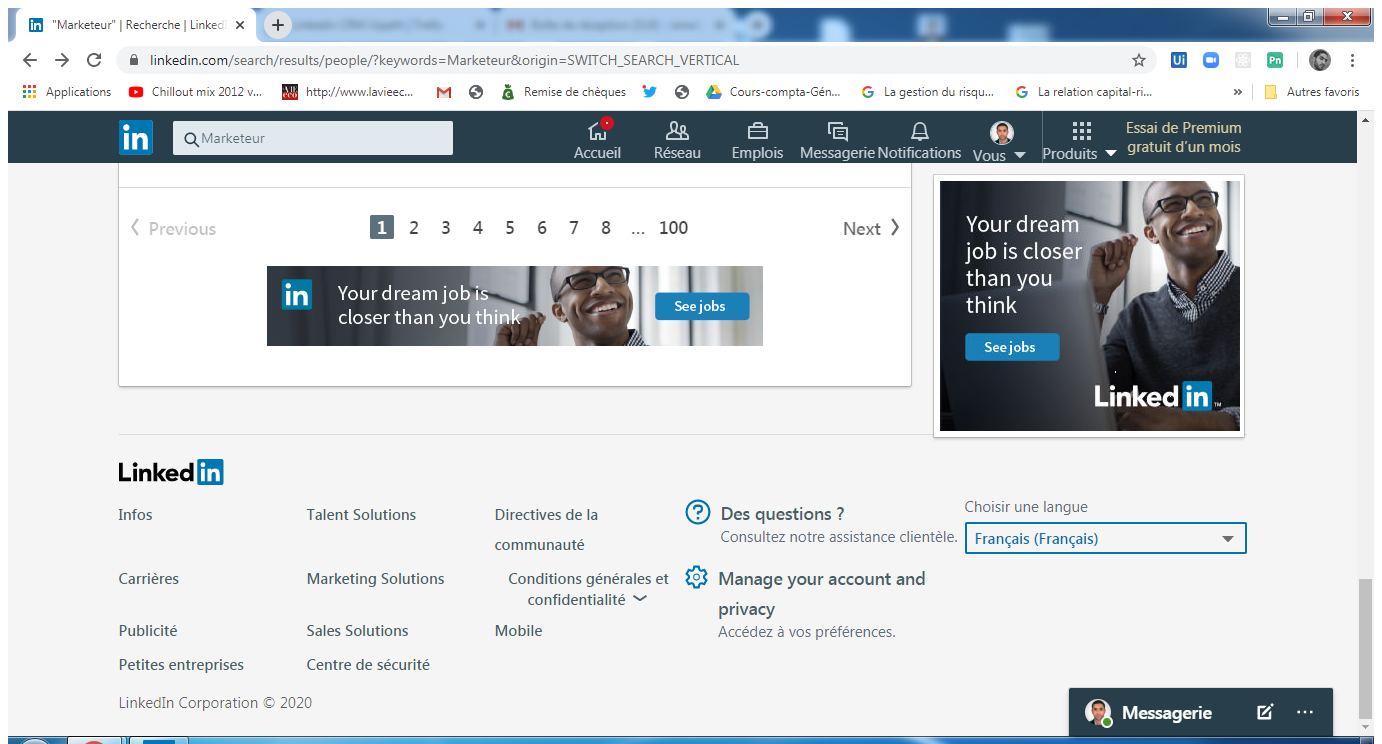 "Marketeur" | Recherche | Linked
linkedin.com/search/results/people/?keywords=Marketeur&origin=SWITCH_SEARCH_VERTICAL
Applications
Chillout mix 2012 v...
http://www.lavieec...
Remise de chèques
Cours-compta-Gén...
La gestion du risqu...
La relation capital-ri...
»
Autres favoris
in
Marketeur
Accueil
Réseau
Emplois
Messagerie
Notifications
Vous
Produits
Essai de Premium
gratuit d'un mois
Previous
1 2 3 4 5 6 7 8 ... 100
Next
in
Your dream job is
closer than you think
See jobs
Your dream
job is closer
than you
think
See jobs
Linked in
Linked in
Infos
Talent Solutions
Directives de la
communauté
Carrières
Marketing Solutions
Conditions générales et
confidentialité
Publicité
Sales Solutions
Mobile
Petites entreprises
Centre de sécurité
Des questions ?
Consultez notre assistance clientèle.
Manage your account and
privacy
Accédez à vos préférences.
Choisir une langue
Français (Français)
LinkedIn Corporation © 2020
Messagerie